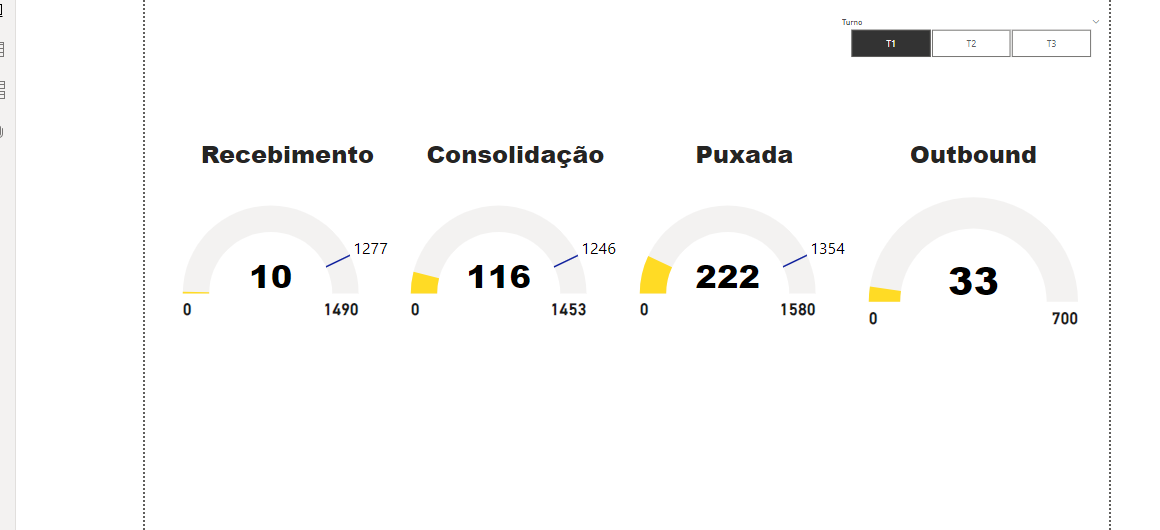 Turno
T1 T2 T3
Recebimento Consolidação Puxada Outbound
1277 1246 1354
10 116 222 33
0 1490 0 1453 0 1580 0 700